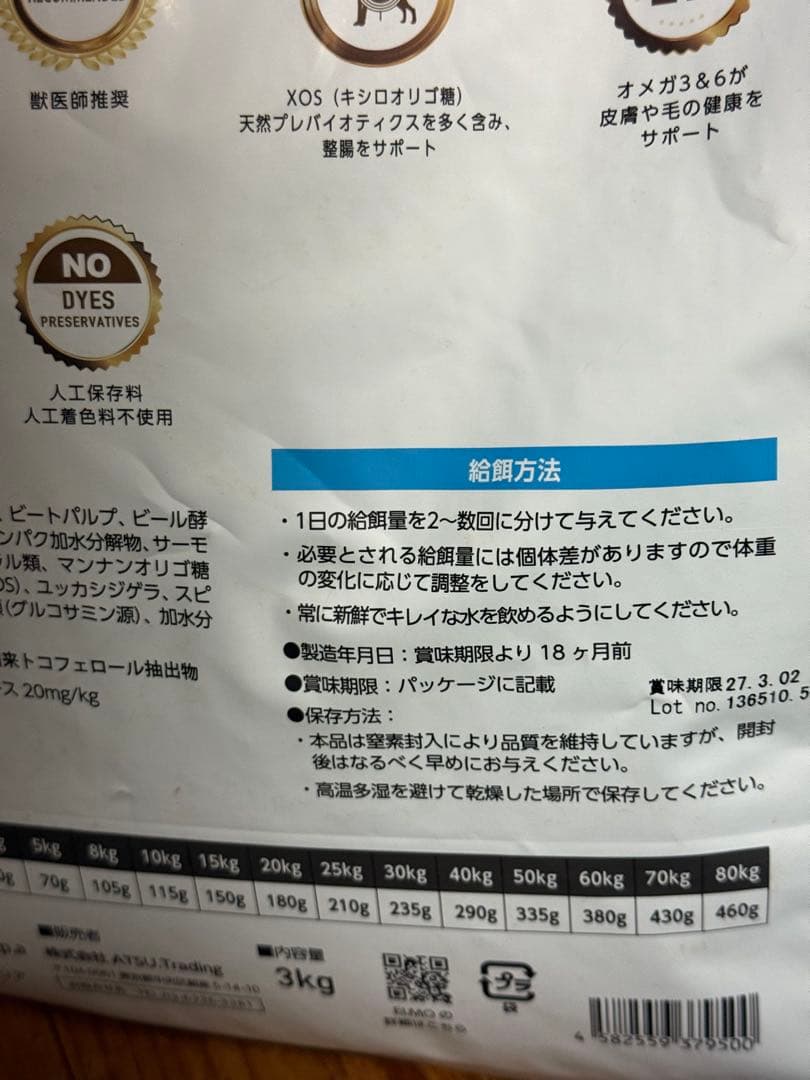 獣医師推奨
XOS（キシロオリゴ糖）
天然プレバイオティクスを多く含み、
整腸をサポート
オメガ3＆6が
皮膚や毛の健康を
サポート
NO
DYES
PRESERVATIVES
人工保存料
人工着色料不使用
給餌方法
・1日の給餌量を2〜数回に分けて与えてください。
・必要とされる給餌量には個体差がありますので体重
の変化に応じて調整をしてください。
・常に新鮮でキレイな水を飲めるようにしてください。
●製造年月日：賞味期限より 18 ヶ月前
●賞味期限：パッケージに記載
賞味期限27. 3. 02
Lot no. 136510. 5
●保存方法：
・本品は窒素封入により品質を維持していますが、開封
後はなるべく早めにお与えください。
・高温多湿を避けて乾燥した場所で保存してください。
、ビートパルプ、ビール酵
ンパク加水分解物、サーモ
ル類、マンナンオリゴ糖
OS）、ユッカシジゲラ、スピ
（グルコサミン源）、加水分
来トコフェロール抽出物
ス 20mg/kg
5kg 8kg 10kg 15kg 20kg 25kg 30kg 40kg 50kg 60kg 70kg 80kg
70g 105g 115g 150g 180g 210g 235g 290g 335g 380g 430g 460g
■販売者
株式会社 ATSU.Trading
■内容量
3kg
プラ
袋
4 582559 379500